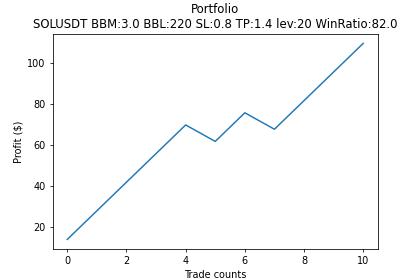 Portfolio
SOLUSDT BBM:3.0 BBL:220 SL:0.8 TP:1.4 lev:20 WinRatio:82.0
100
80
60
40
20
Profit ($)
0 2 4 6 8 10
Trade counts